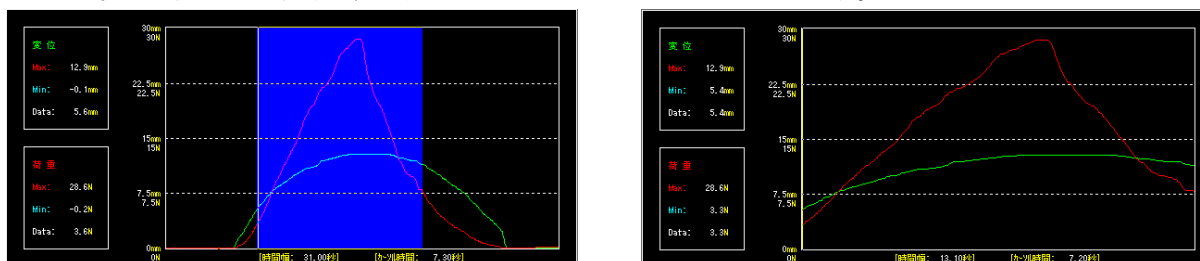 変位
Max: 12.9mm
Min: -0.1mm
Data: 5.6mm
荷重
Max: 28.6N
Min: -0.2N
Data: 3.6N
30mm
30N
22.5mm
22.5N
15mm
15N
7.5mm
7.5N
0mm
0N
[時間幅: 31.00秒]
[カーソル時間: 7.30秒]
変位
Max: 12.9mm
Min: 5.4mm
Data: 5.4mm
荷重
Max: 28.6N
Min: 3.3N
Data: 3.3N
30mm
30N
22.5mm
22.5N
15mm
15N
7.5mm
7.5N
0mm
0N
[時間幅: 13.10秒]
[カーソル時間: 7.20秒]